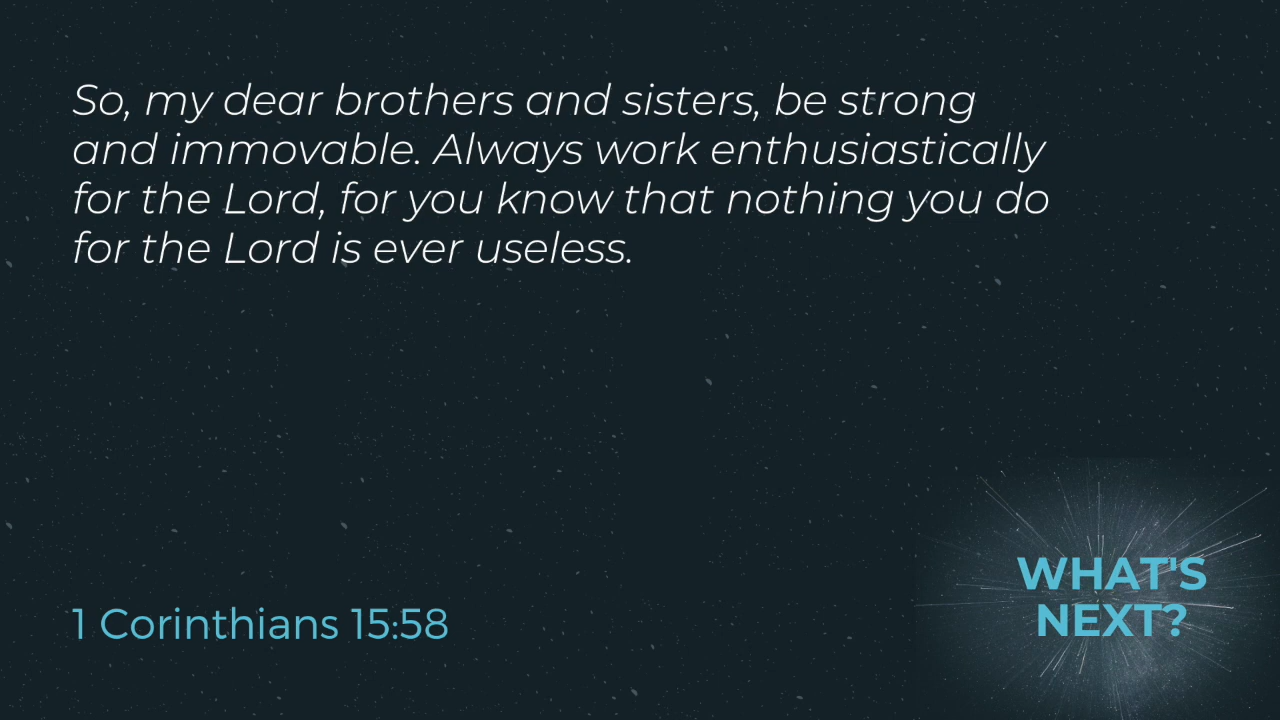 So, my dear brothers and sisters, be strong
and immovable. Always work enthusiastically
for the Lord, for you know that nothing you do
for the Lord is ever useless.
1 Corinthians 15:58
WHAT'S
NEXT?